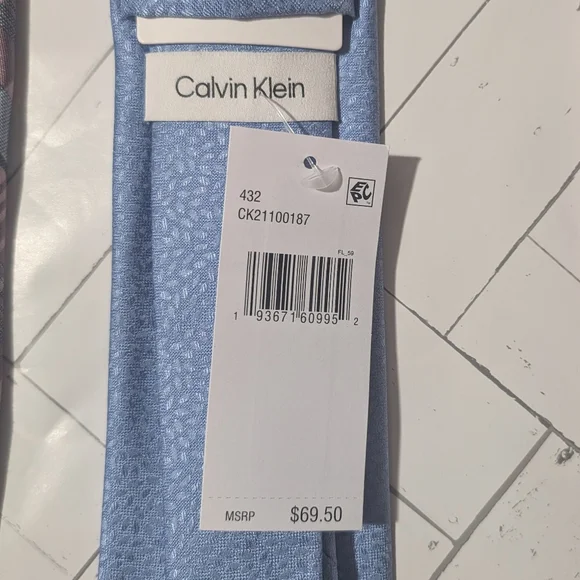 Calvin Klein
432
CK21100187
EPC
FL_59
1 93671 60995 2
MSRP $69.50